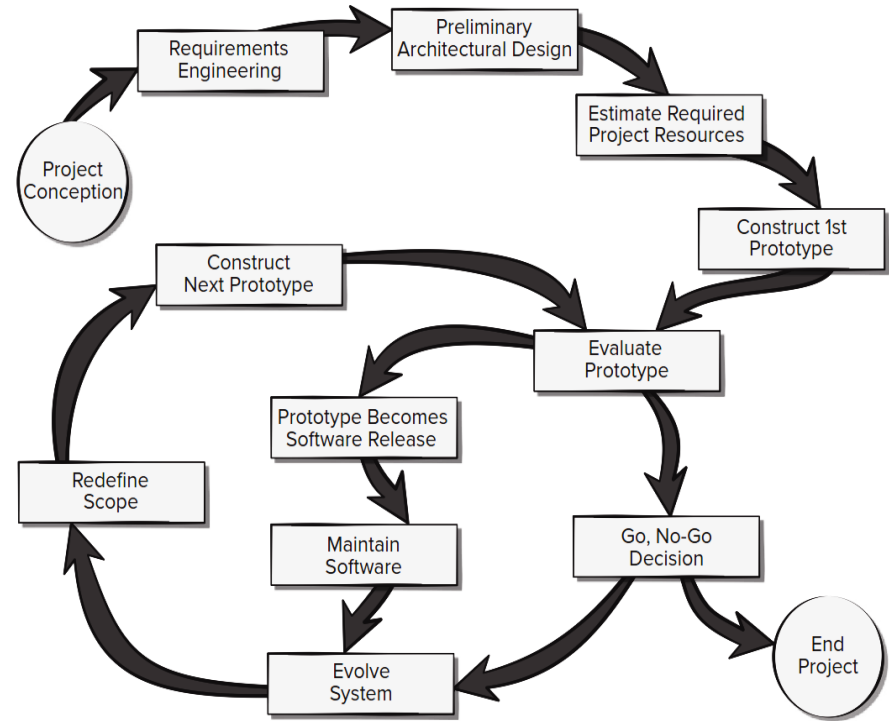 Requirements
Engineering
Preliminary
Architectural Design
Estimate Required
Project Resources
Project
Conception
Construct 1st
Prototype
Construct
Next Prototype
Evaluate
Prototype
Prototype Becomes
Software Release
Redefine
Scope
Maintain
Software
Go, No-Go
Decision
Evolve
System
End
Project